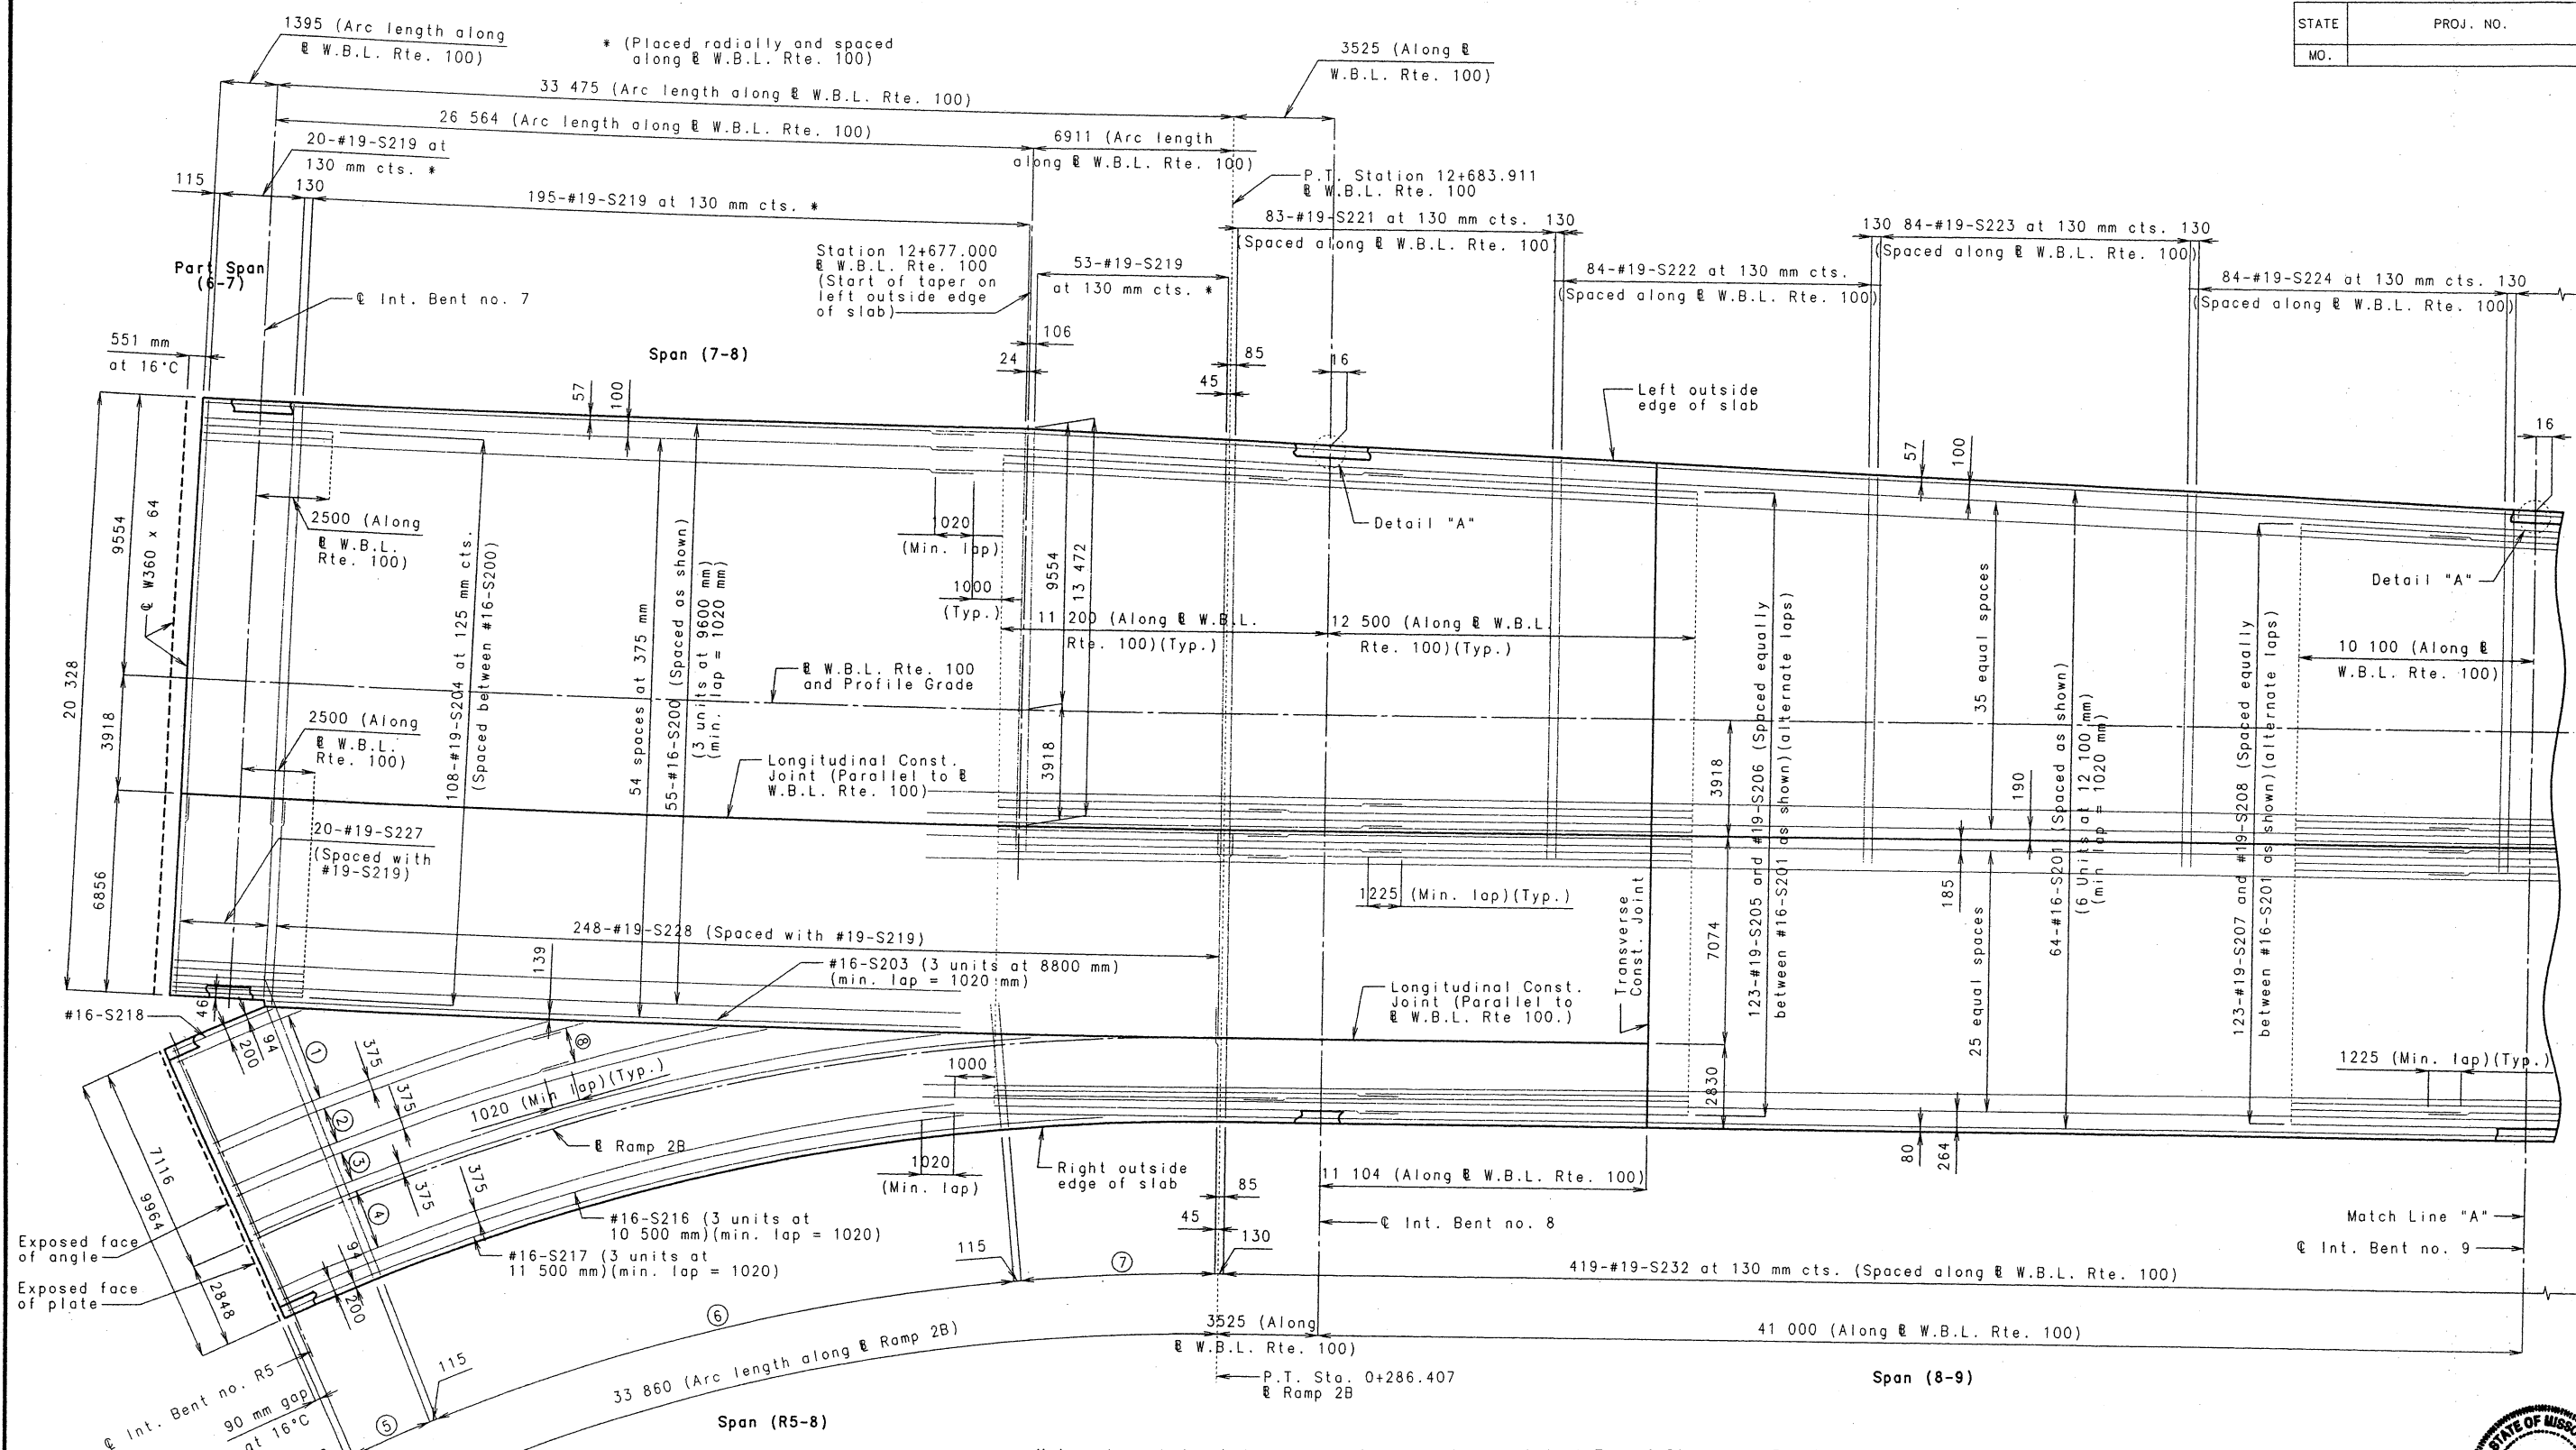 STATE
PROJ. NO.
MO.
1395 (Arc length along
℄ W.B.L. Rte. 100)
* (Placed radially and spaced
along ℄ W.B.L. Rte. 100)
3525 (Along ℄
W.B.L. Rte. 100)
33 475 (Arc length along ℄ W.B.L. Rte. 100)
26 564 (Arc length along ℄ W.B.L. Rte. 100)
6911 (Arc length
along ℄ W.B.L. Rte. 100)
20-#19-S219 at
130 mm cts. *
115
130
195-#19-S219 at 130 mm cts. *
P.T. Station 12+683.911
℄ W.B.L. Rte. 100
83-#19-S221 at 130 mm cts. 130
(Spaced along ℄ W.B.L. Rte. 100)
130 84-#19-S223 at 130 mm cts. 130
(Spaced along ℄ W.B.L. Rte. 100)
84-#19-S222 at 130 mm cts.
(Spaced along ℄ W.B.L. Rte. 100)
84-#19-S224 at 130 mm cts. 130
(Spaced along ℄ W.B.L. Rte. 100)
Station 12+677.000
℄ W.B.L. Rte. 100
(Start of taper on
left outside edge
of slab)
53-#19-S219
at 130 mm cts. *
Part Span
(6-7)
℄ Int. Bent no. 7
551 mm
at 16°C
Span (7-8)
106
24
85
45
16
57
100
Left outside
edge of slab
57
100
16
9554
℄ W360 x 64
20 328
3918
6856
2500 (Along
℄ W.B.L.
Rte. 100)
2500 (Along
℄ W.B.L.
Rte. 100)
108-#19-S204 at 125 mm cts.
(Spaced between #16-S200)
54 spaces at 375 mm
55-#16-S200 (Spaced as shown)
(3 units at 9600 mm)
(min. lap = 1020 mm)
1020
(Min. lap)
1000
(Typ.)
9554
13 472
3918
Detail "A"
11 200 (Along ℄ W.B.L.
Rte. 100)(Typ.)
12 500 (Along ℄ W.B.L.
Rte. 100)(Typ.)
℄ W.B.L. Rte. 100
and Profile Grade
Longitudinal Const.
Joint (Parallel to ℄
W.B.L. Rte. 100)
Detail "A"
10 100 (Along ℄
W.B.L. Rte. 100)
3918
7074
2830
123-#19-S205 and #19-S206 (Spaced equally
between #16-S201 as shown)(alternate laps)
35 equal spaces
190
185
25 equal spaces
64-#16-S201 (Spaced as shown)
(6 Units at 12 100 mm)
(min lap = 1020 mm)
123-#19-S207 and #19-S208 (Spaced equally
between #16-S201 as shown)(alternate laps)
20-#19-S227
(Spaced with
#19-S219)
248-#19-S228 (Spaced with #19-S219)
139
#16-S203 (3 units at 8800 mm)
(min. lap = 1020 mm)
1225 (Min. lap)(Typ.)
Transverse
Const. Joint
Longitudinal Const.
Joint (Parallel to
℄ W.B.L. Rte 100.)
1225 (Min. lap)(Typ.)
#16-S218
46
94
200
1
375
2
375
3
375
4
375
8
1020 (Min lap)(Typ.)
℄ Ramp 2B
1000
1020
(Min. lap)
Right outside
edge of slab
7116
9964
2848
94
200
Exposed face
of angle
Exposed face
of plate
#16-S216 (3 units at
10 500 mm)(min. lap = 1020)
#16-S217 (3 units at
11 500 mm)(min. lap = 1020)
80
264
11 104 (Along ℄ W.B.L. Rte. 100)
85
45
130
115
7
℄ Int. Bent no. 8
Match Line "A"
℄ Int. Bent no. 9
419-#19-S232 at 130 mm cts. (Spaced along ℄ W.B.L. Rte. 100)
6
3525 (Along
℄ W.B.L. Rte. 100)
41 000 (Along ℄ W.B.L. Rte. 100)
33 860 (Arc length along ℄ Ramp 2B)
115
5
℄ Int. Bent no. R5
90 mm gap
at 16°C
P.T. Sta. 0+286.407
℄ Ramp 2B
Span (R5-8)
Span (8-9)
STATE OF MISSO